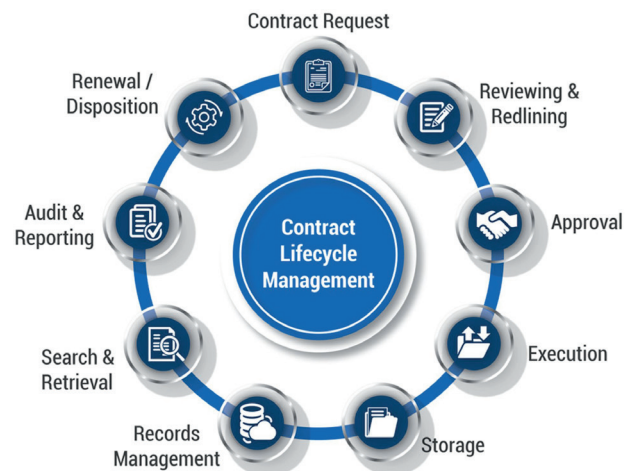 Contract Request
Reviewing &
Redlining
Approval
Execution
Storage
Records
Management
Search &
Retrieval
Audit &
Reporting
Renewal /
Disposition
Contract
Lifecycle
Management